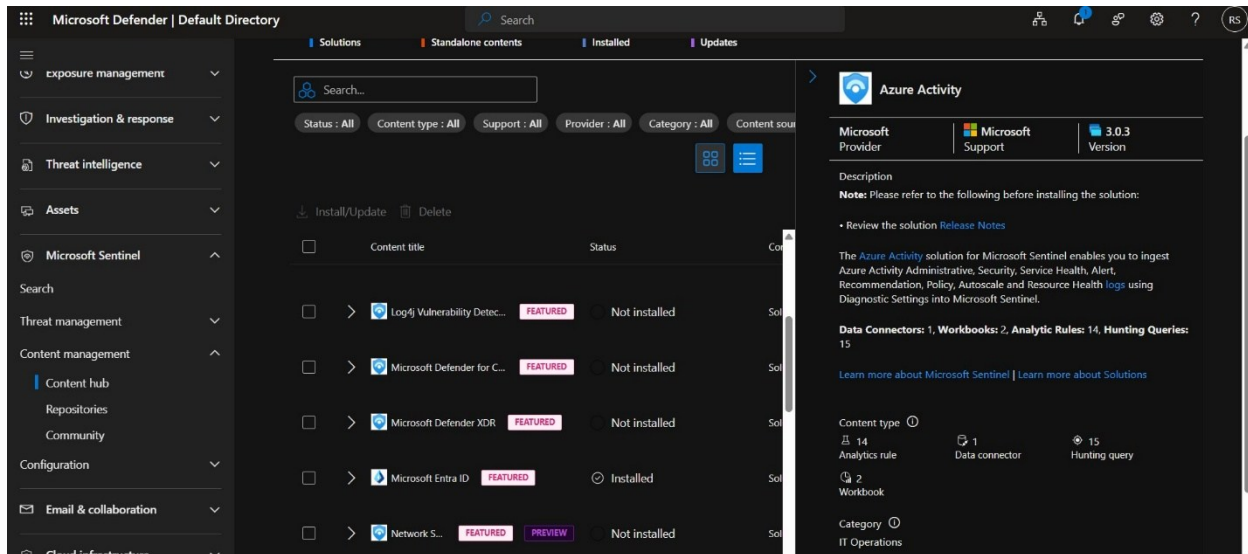 Microsoft Defender | Default Directory
Search
1
RS
Solutions
Standalone contents
Installed
Updates
Exposure management
Investigation & response
Threat intelligence
Assets
Microsoft Sentinel
Search
Threat management
Content management
Content hub
Repositories
Community
Configuration
Email & collaboration
Cloud infrastructure
Search...
Status : All
Content type : All
Support : All
Provider : All
Category : All
Content sou
Install/Update
Delete
Content title
Status
Co
Log4j Vulnerability Detec...
FEATURED
Not installed
Sol
Microsoft Defender for C...
FEATURED
Not installed
Sol
Microsoft Defender XDR
FEATURED
Not installed
Sol
Microsoft Entra ID
FEATURED
Installed
Sol
Network S...
FEATURED
PREVIEW
Not installed
Sol
Azure Activity
Microsoft
Provider
Microsoft
Support
3.0.3
Version
Description
Note: Please refer to the following before installing the solution:
• Review the solution Release Notes
The Azure Activity solution for Microsoft Sentinel enables you to ingest
Azure Activity Administrative, Security, Service Health, Alert,
Recommendation, Policy, Autoscale and Resource Health logs using
Diagnostic Settings into Microsoft Sentinel.
Data Connectors: 1, Workbooks: 2, Analytic Rules: 14, Hunting Queries:
15
Learn more about Microsoft Sentinel | Learn more about Solutions
Content type
14
Analytics rule
1
Data connector
15
Hunting query
2
Workbook
Category
IT Operations